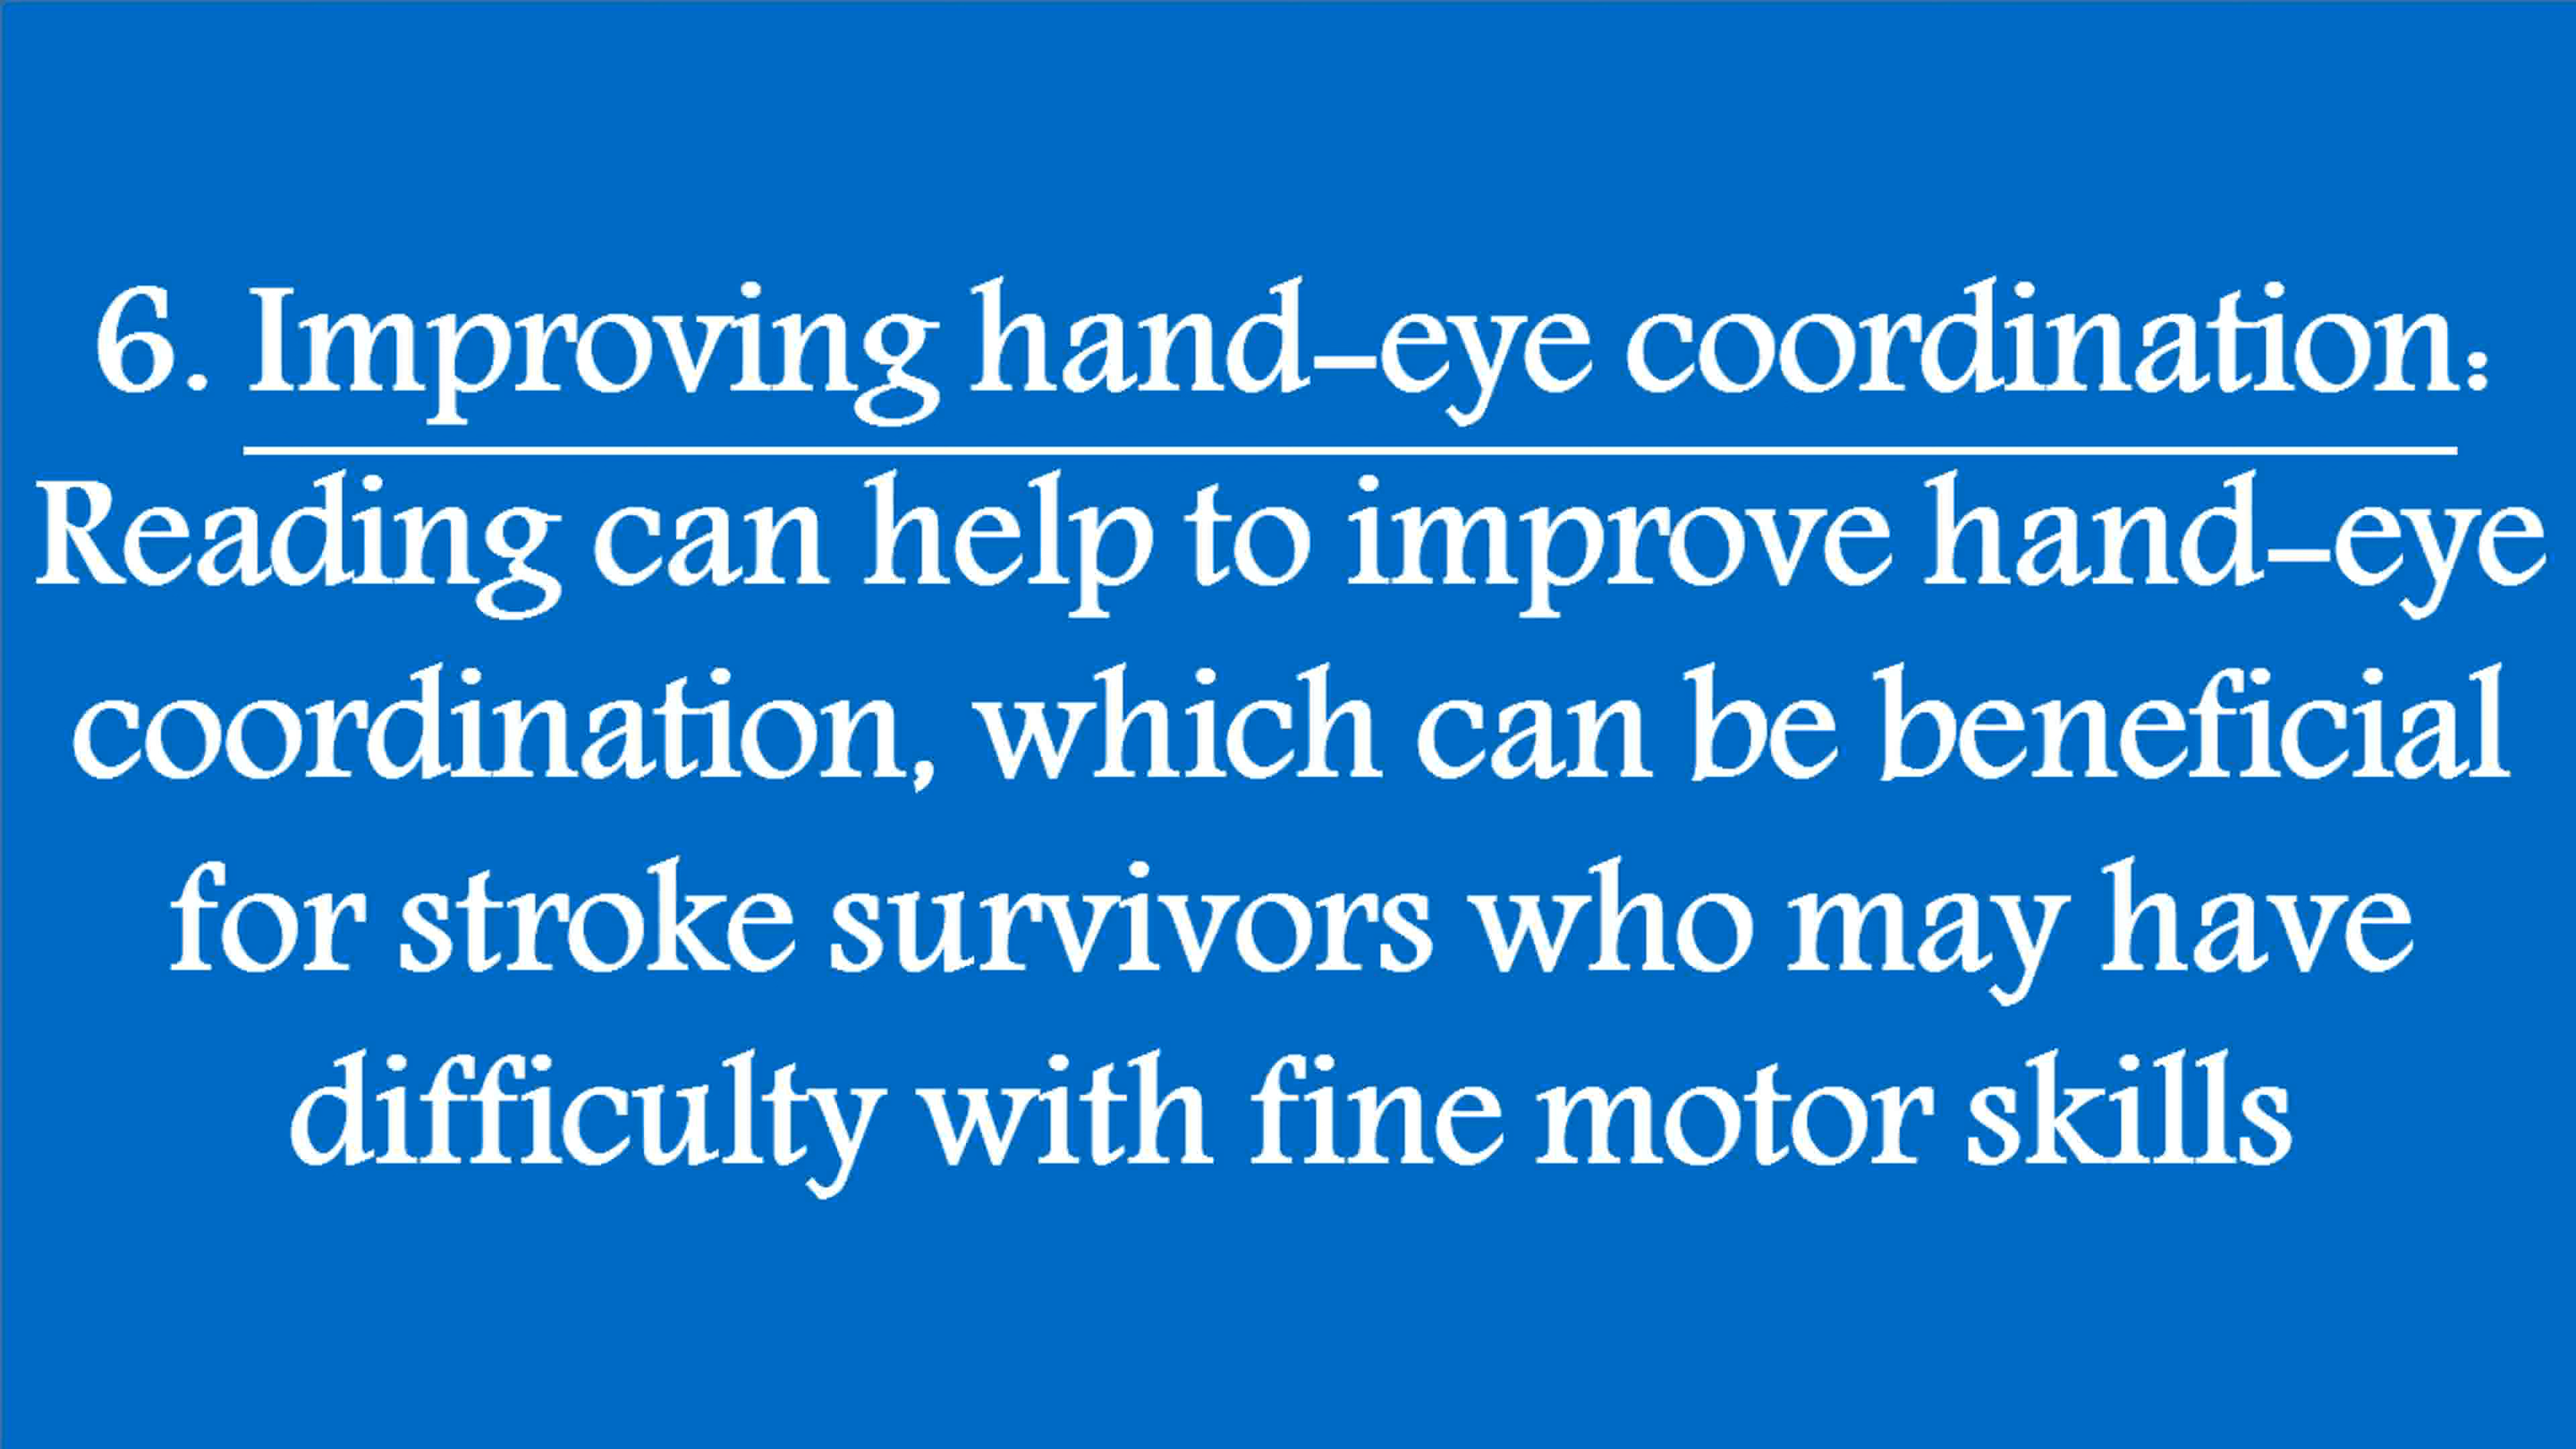 6. Improving hand-eye coordination:
Reading can help to improve hand-eye
coordination, which can be beneficial
for stroke survivors who may have
difficulty with fine motor skills